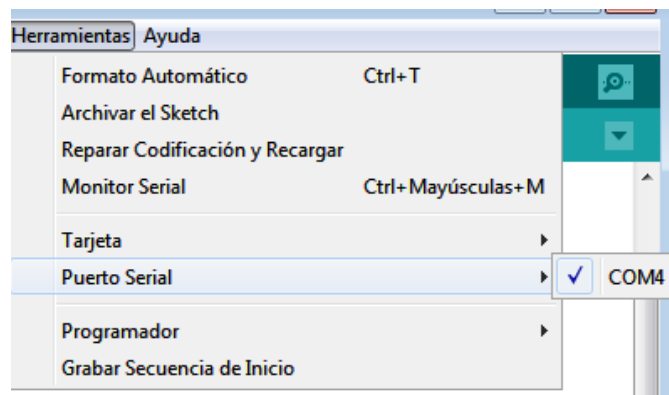 Herramientas Ayuda
Formato Automático Ctrl+T
Archivar el Sketch
Reparar Codificación y Recargar
Monitor Serial Ctrl+Mayúsculas+M
Tarjeta
Puerto Serial COM4
Programador
Grabar Secuencia de Inicio